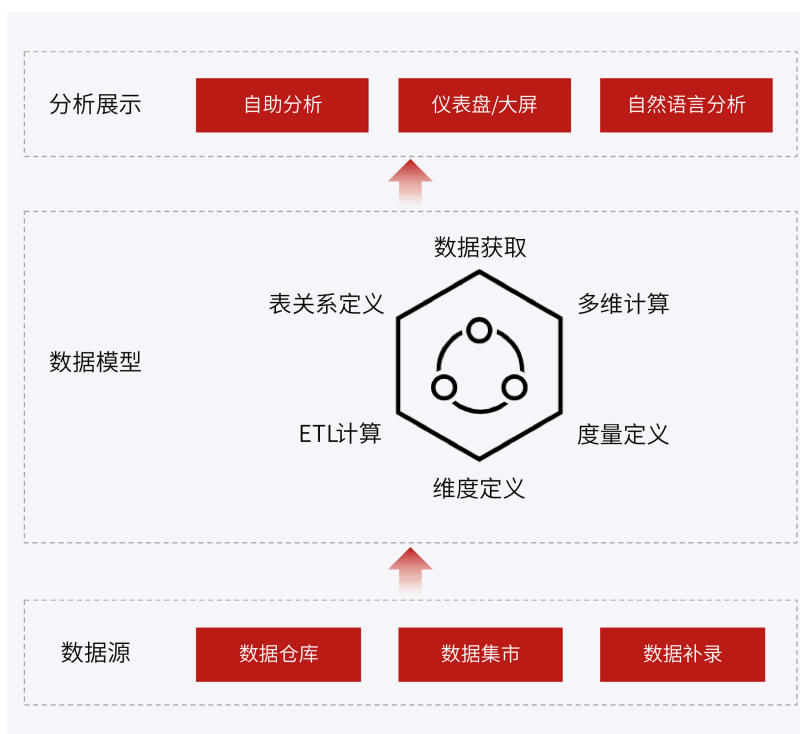 分析展示
自助分析
仪表盘/大屏
自然语言分析
数据获取
表关系定义
多维计算
数据模型
ETL计算
度量定义
维度定义
数据源
数据仓库
数据集市
数据补录